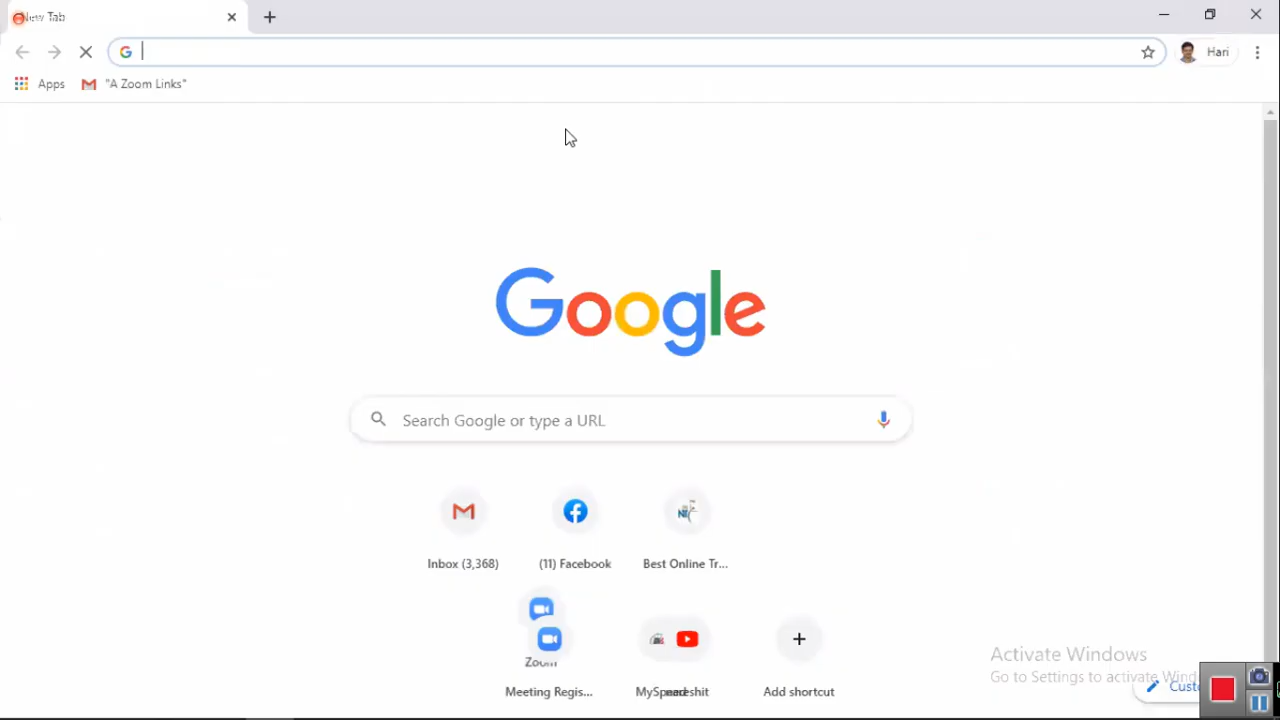 New Tab
Hari
Apps
"A Zoom Links"
Google
Search Google or type a URL
Inbox (3,368)
(11) Facebook
Best Online Tr...
Zoom
Meeting Regis...
Add shortcut
Activate Windows
Go to Settings to activate